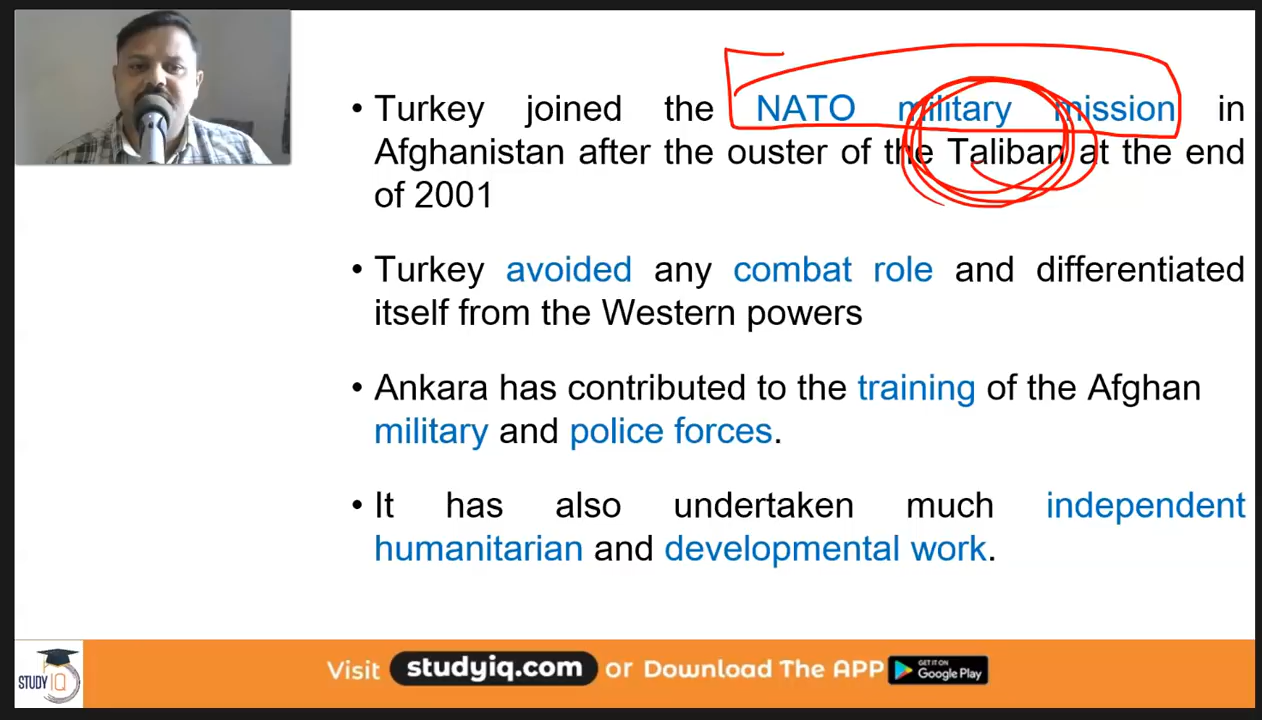 • Turkey joined the NATO military mission in
Afghanistan after the ouster of the Taliban at the end
of 2001
• Turkey avoided any combat role and differentiated
itself from the Western powers
• Ankara has contributed to the training of the Afghan
military and police forces.
• It has also undertaken much independent
humanitarian and developmental work.
STUDY IQ
Visit studyiq.com or Download The APP
GET IT ON
Google Play